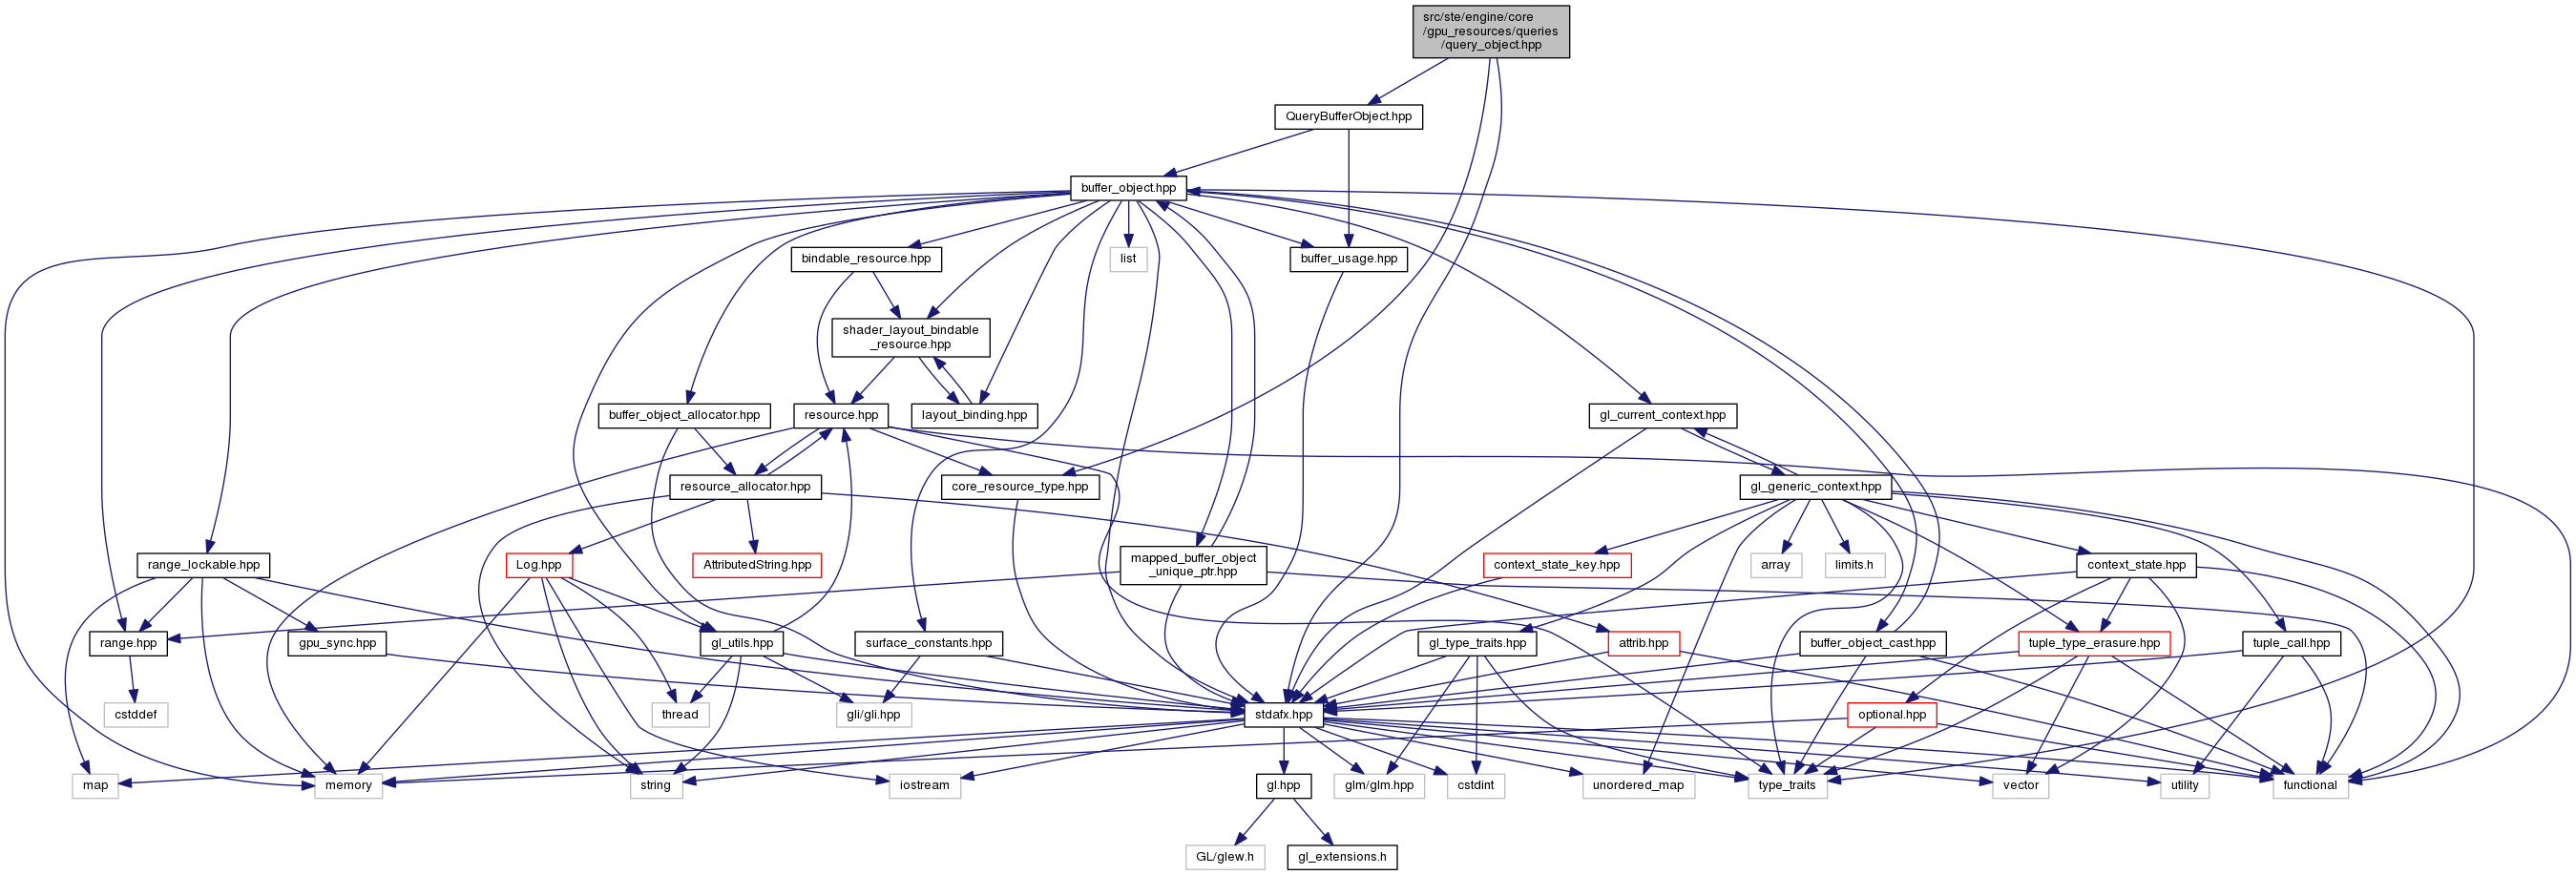 src/ste/engine/core
/gpu_resources/queries
/query_object.hpp
QueryBufferObject.hpp
buffer_object.hpp
bindable_resource.hpp
list
buffer_usage.hpp
shader_layout_bindable
_resource.hpp
buffer_object_allocator.hpp
resource.hpp
layout_binding.hpp
gl_current_context.hpp
resource_allocator.hpp
core_resource_type.hpp
gl_generic_context.hpp
range_lockable.hpp
Log.hpp
AttributedString.hpp
mapped_buffer_object
_unique_ptr.hpp
context_state_key.hpp
array
limits.h
context_state.hpp
range.hpp
gpu_sync.hpp
gl_utils.hpp
surface_constants.hpp
gl_type_traits.hpp
attrib.hpp
buffer_object_cast.hpp
tuple_type_erasure.hpp
tuple_call.hpp
cstddef
thread
gli/gli.hpp
stdafx.hpp
optional.hpp
map
memory
string
iostream
gl.hpp
glm/glm.hpp
cstdint
unordered_map
type_traits
vector
utility
functional
GL/glew.h
gl_extensions.h